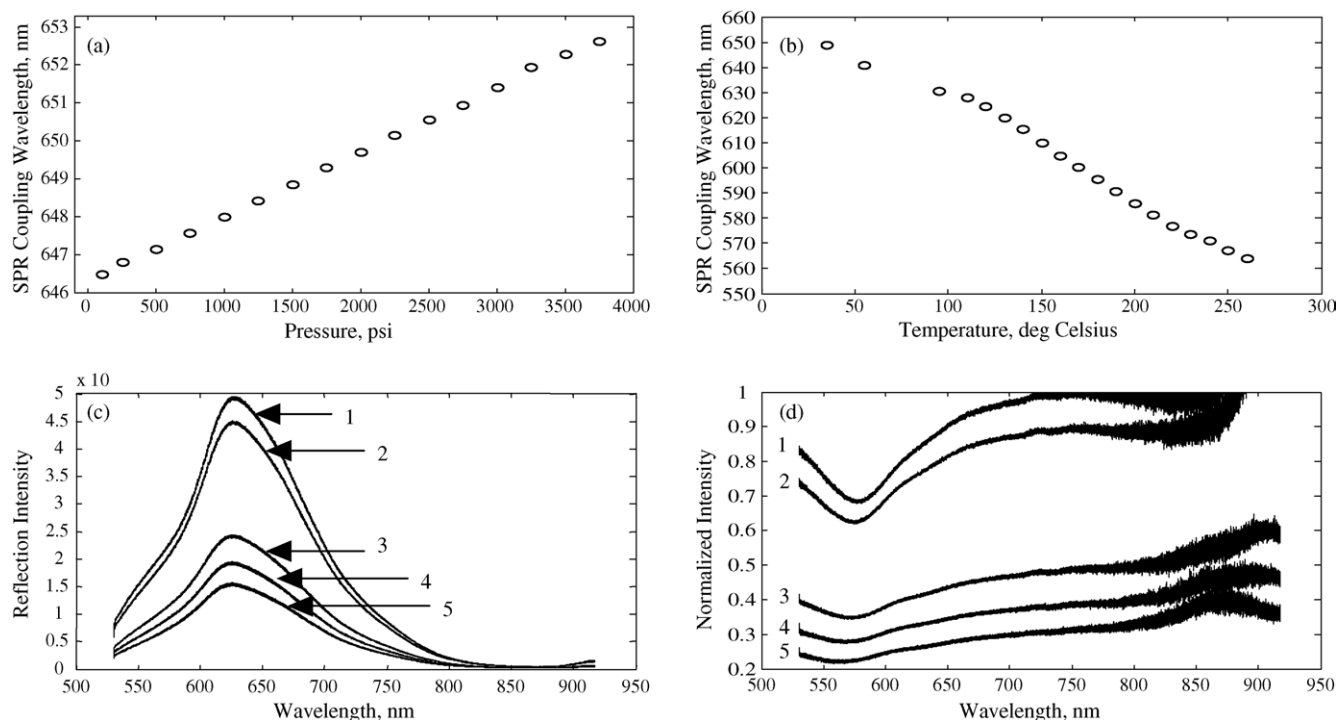 (a)
SPR Coupling Wavelength, nm
653
652
651
650
649
648
647
646
0 500 1000 1500 2000 2500 3000 3500 4000
Pressure, psi
(b)
SPR Coupling Wavelength, nm
660
650
640
630
620
610
600
590
580
570
560
550
0 50 100 150 200 250 300
Temperature, deg Celsius
x 10
(c)
Reflection Intensity
5
4.5
4
3.5
3
2.5
2
1.5
1
0.5
0
1
2
3
4
5
500 550 600 650 700 750 800 850 900 950
Wavelength, nm
(d)
Normalized Intensity
1
0.9
0.8
0.7
0.6
0.5
0.4
0.3
0.2
1
2
3
4
5
500 550 600 650 700 750 800 850 900 950
Wavelength, nm